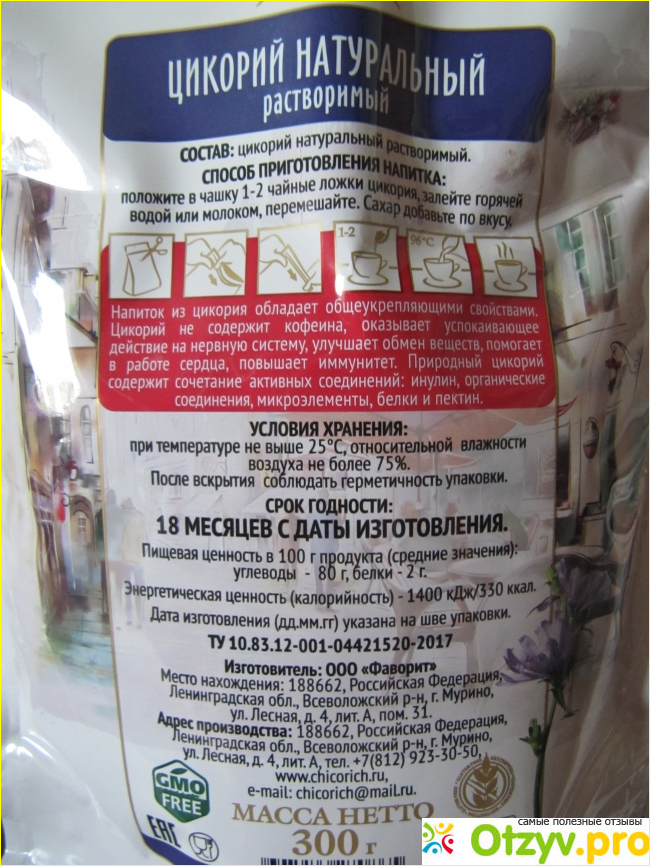 ЦИКОРИЙ НАТУРАЛЬНЫЙ
растворимый
СОСТАВ: цикорий натуральный растворимый.
СПОСОБ ПРИГОТОВЛЕНИЯ НАПИТКА:
положите в чашку 1-2 чайные ложки цикория, залейте горячей
водой или молоком, перемешайте. Сахар добавьте по вкусу.
1-2
96°C
Напиток из цикория обладает общеукрепляющими свойствами.
Цикорий не содержит кофеина, оказывает успокаивающее
действие на нервную систему, улучшает обмен веществ, помогает
в работе сердца, повышает иммунитет. Природный цикорий
содержит сочетание активных соединений: инулин, органические
соединения, микроэлементы, белки и пектин.
УСЛОВИЯ ХРАНЕНИЯ:
при температуре не выше 25°С, относительной влажности
воздуха не более 75%.
После вскрытия соблюдать герметичность упаковки.
СРОК ГОДНОСТИ:
18 МЕСЯЦЕВ С ДАТЫ ИЗГОТОВЛЕНИЯ.
Пищевая ценность в 100 г продукта (средние значения):
углеводы - 80 г, белки - 2 г.
Энергетическая ценность (калорийность) - 1400 кДж/330 ккал.
Дата изготовления (дд.мм.гг) указана на шве упаковки.
ТУ 10.83.12-001-04421520-2017
Изготовитель: ООО «Фаворит»
Место нахождения: 188662, Российская Федерация,
Ленинградская обл., Всеволожский р-н, г. Мурино,
ул. Лесная, д. 4, лит. А, пом. 31.
Адрес производства: 188662, Российская Федерация,
Ленинградская обл., Всеволожский р-н, г. Мурино,
ул. Лесная, д. 4, лит. А, тел. +7(812) 923-30-50,
www.chicorich.ru,
e-mail: chicorich@mail.ru.
GMO
FREE
МАССА НЕТТО
300 г
EAC
самые полезные отзывы
Otzyv.pro